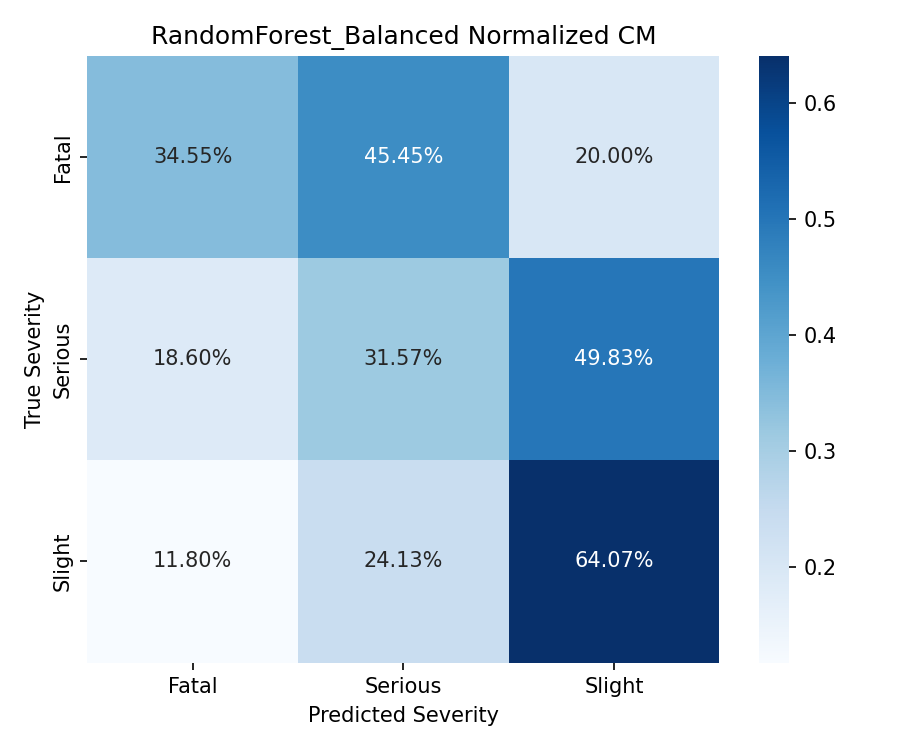 RandomForest_Balanced Normalized CM
True Severity
Fatal
34.55% 45.45% 20.00%
Serious
18.60% 31.57% 49.83%
Slight
11.80% 24.13% 64.07%
Fatal Serious Slight
Predicted Severity
0.6
0.5
0.4
0.3
0.2